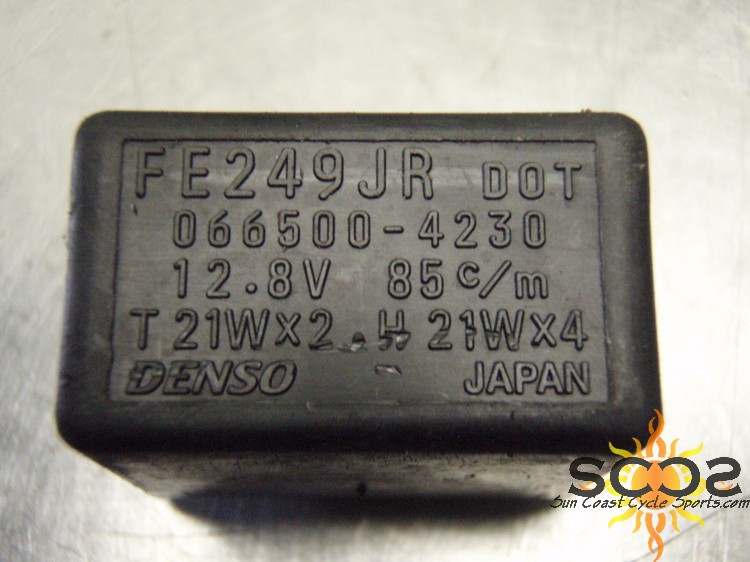 FE249JR DOT
066500-4230
12.8V 85c/m
T 21W×2 H 21W×4
DENSO JAPAN
SCCS
Sun Coast Cycle Sports.com